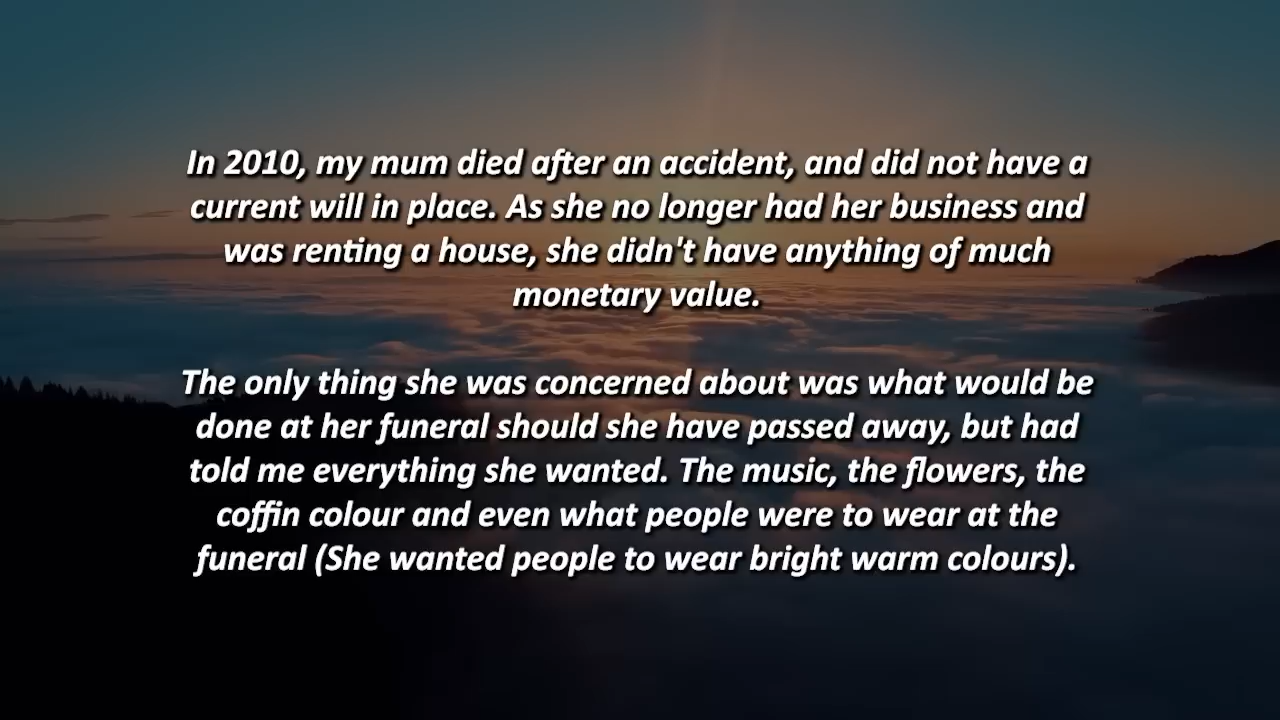 In 2010, my mum died after an accident, and did not have a
current will in place. As she no longer had her business and
was renting a house, she didn't have anything of much
monetary value.
The only thing she was concerned about was what would be
done at her funeral should she have passed away, but had
told me everything she wanted. The music, the flowers, the
coffin colour and even what people were to wear at the
funeral (She wanted people to wear bright warm colours).